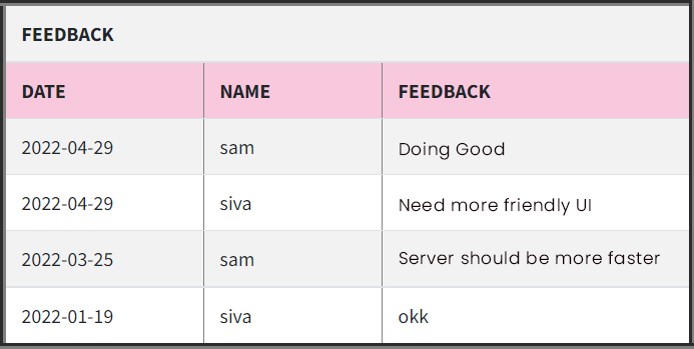 FEEDBACK
DATE NAME FEEDBACK
2022-04-29 sam Doing Good
2022-04-29 siva Need more friendly UI
2022-03-25 sam Server should be more faster
2022-01-19 siva okk